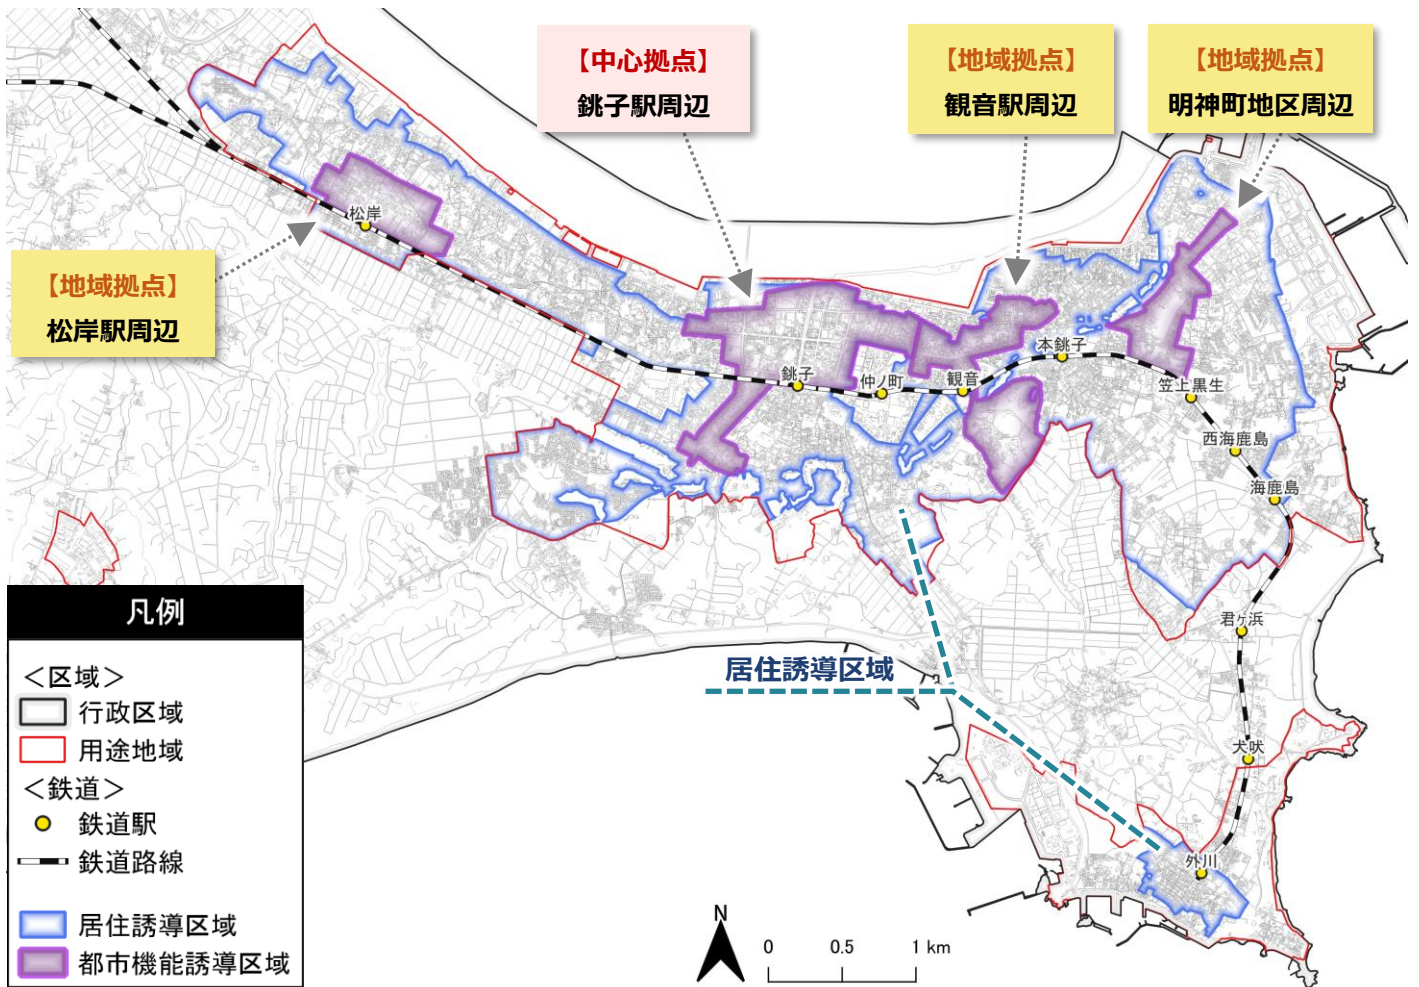 【中心拠点】
銚子駅周辺
【地域拠点】
観音駅周辺
【地域拠点】
明神町地区周辺
【地域拠点】
松岸駅周辺
松岸
銚子
仲ノ町
観音
本銚子
笠上黒生
西海鹿島
海鹿島
君ヶ浜
犬吠
外川
居住誘導区域
凡例
＜区域＞
行政区域
用途地域
＜鉄道＞
鉄道駅
鉄道路線
居住誘導区域
都市機能誘導区域
N
0 0.5 1 km